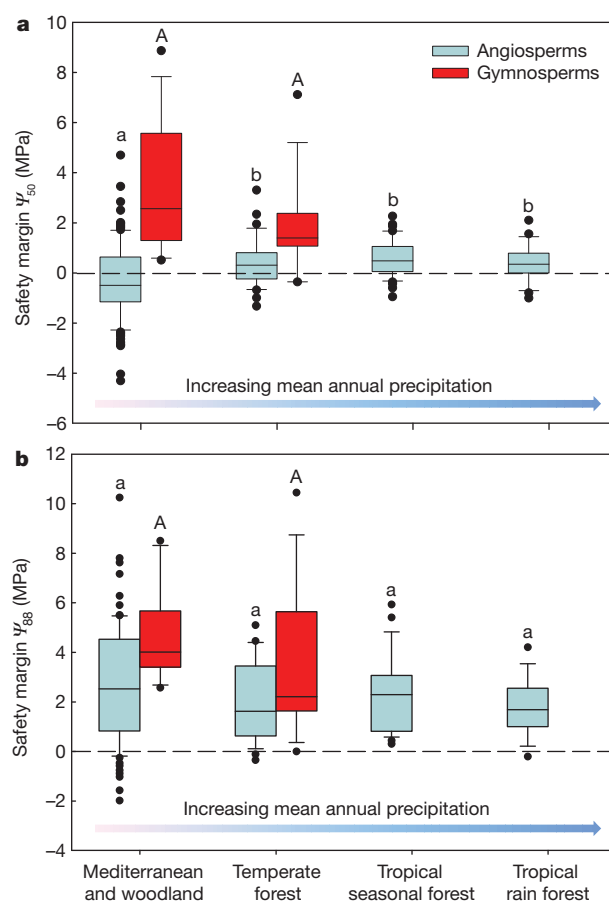 a
10
8
6
4
2
0
−2
−4
−6
Safety margin Ψ50 (MPa)
Angiosperms
Gymnosperms
a
A
b
A
b
b
Increasing mean annual precipitation
b
12
10
8
6
4
2
0
−2
−4
Safety margin Ψ88 (MPa)
a
A
a
A
a
a
Increasing mean annual precipitation
Mediterranean
and woodland
Temperate
forest
Tropical
seasonal forest
Tropical
rain forest